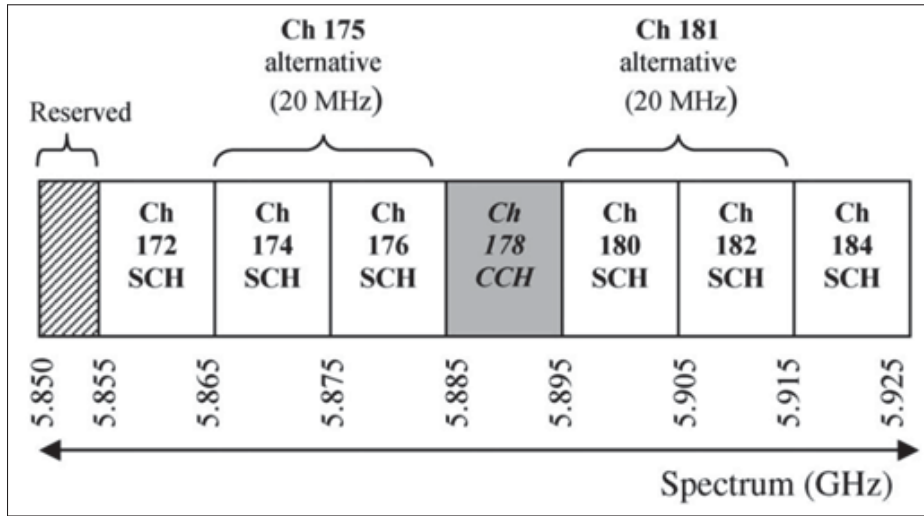 Ch 175
alternative
(20 MHz)
Ch 181
alternative
(20 MHz)
Reserved
Ch
172
SCH
Ch
174
SCH
Ch
176
SCH
Ch
178
CCH
Ch
180
SCH
Ch
182
SCH
Ch
184
SCH
5.850
5.855
5.865
5.875
5.885
5.895
5.905
5.915
5.925
Spectrum (GHz)